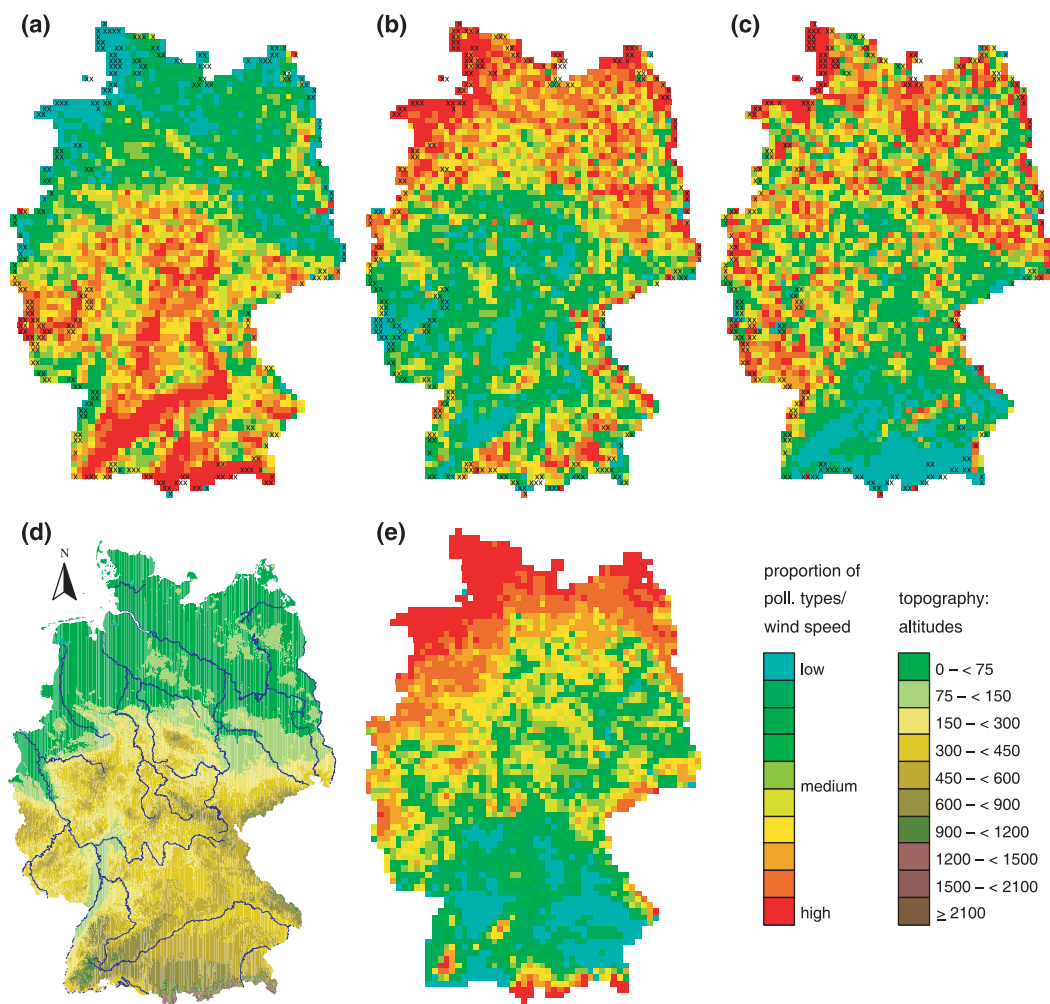 (a)
(b)
(c)
(d)
(e)
N
proportion of
poll. types/
wind speed
low
medium
high
topography:
altitudes
0 – < 75
75 – < 150
150 – < 300
300 – < 450
450 – < 600
600 – < 900
900 – < 1200
1200 – < 1500
1500 – < 2100
≥ 2100